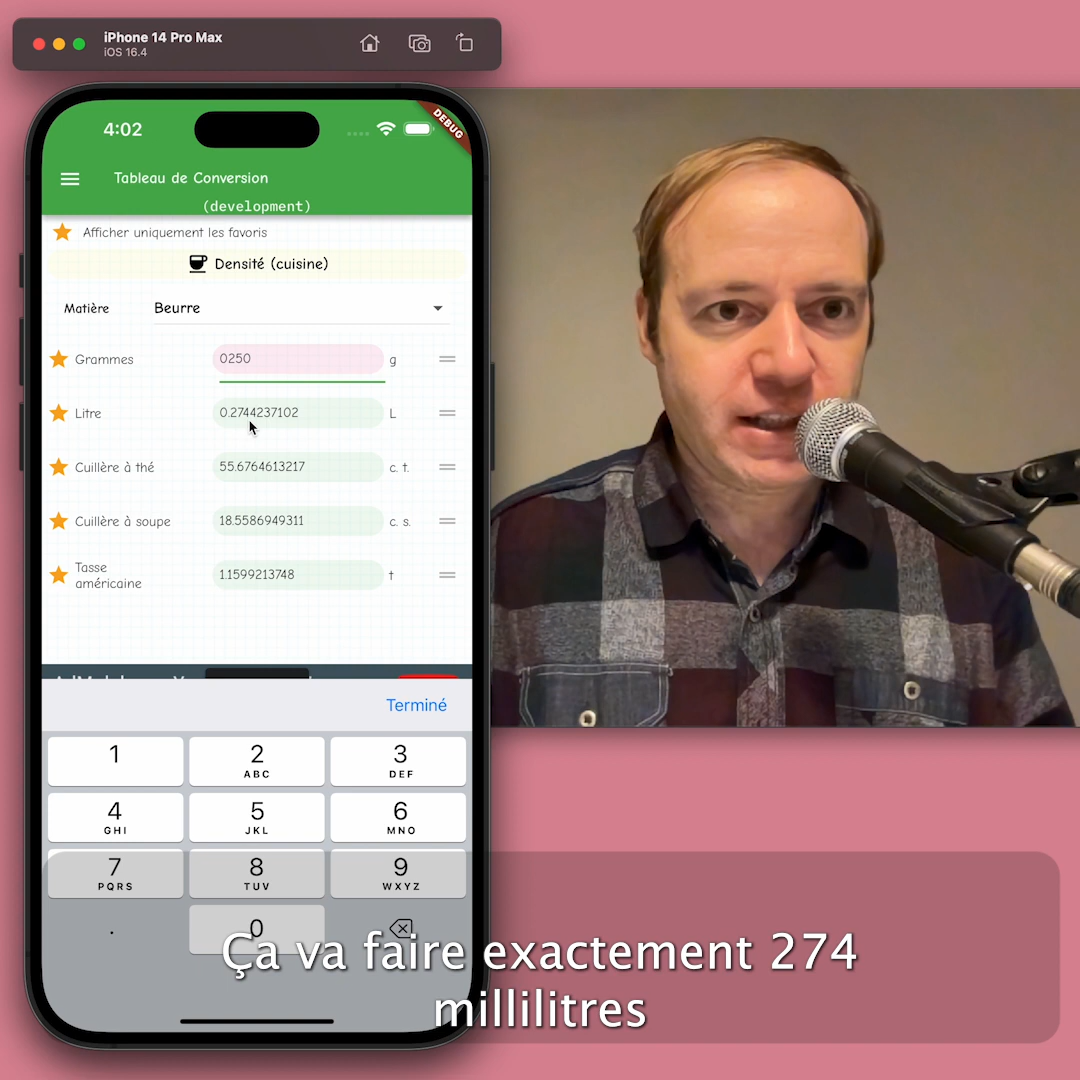 iPhone 14 Pro Max
iOS 16.4
4:02
DEBUG
Tableau de Conversion
(development)
Afficher uniquement les favoris
Densité (cuisine)
Matière Beurre
Grammes 0250 g
Litre 0.2744237102 L
Cuillère à thé 55.6764613217 c. t.
Cuillère à soupe 18.5586949311 c. s.
Tasse
américaine 1.1599213748 t
Terminé
1 2 3
ABC DEF
4 5 6
GHI JKL MNO
7 8 9
PQRS TUV WXYZ
. 0
Ça va faire exactement 274
millilitres